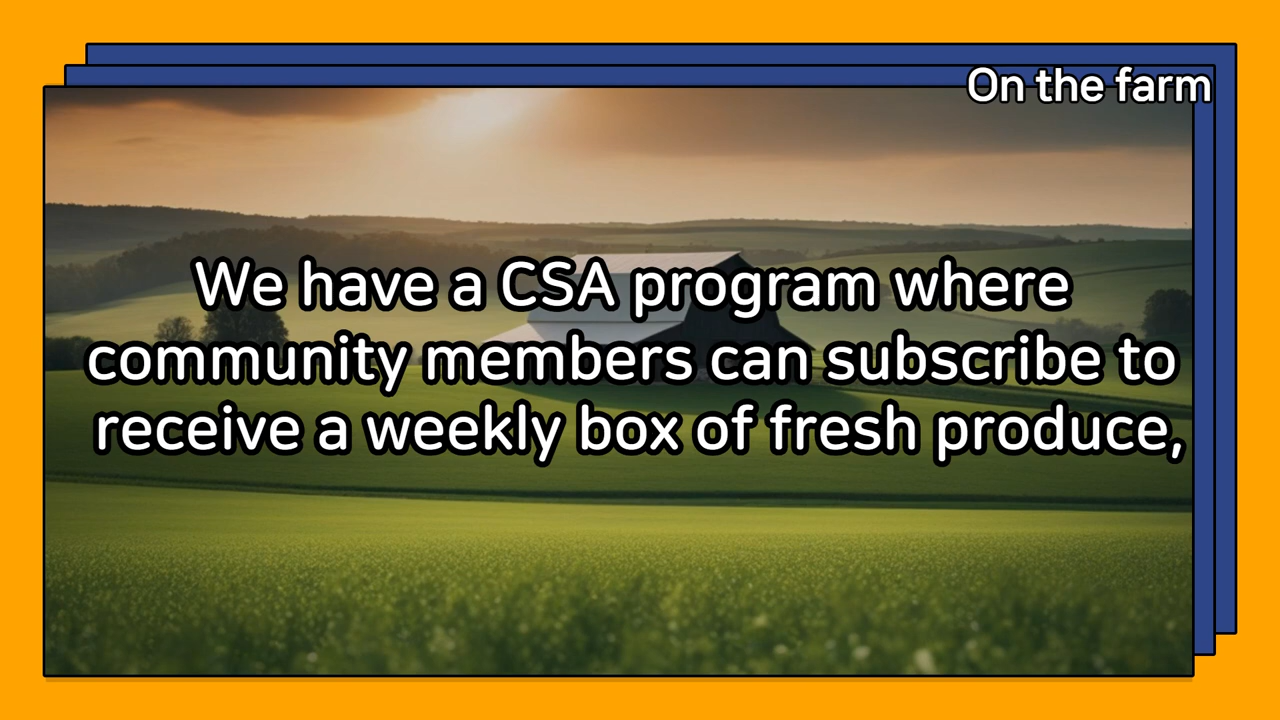 On the farm
We have a CSA program where
community members can subscribe to
receive a weekly box of fresh produce,